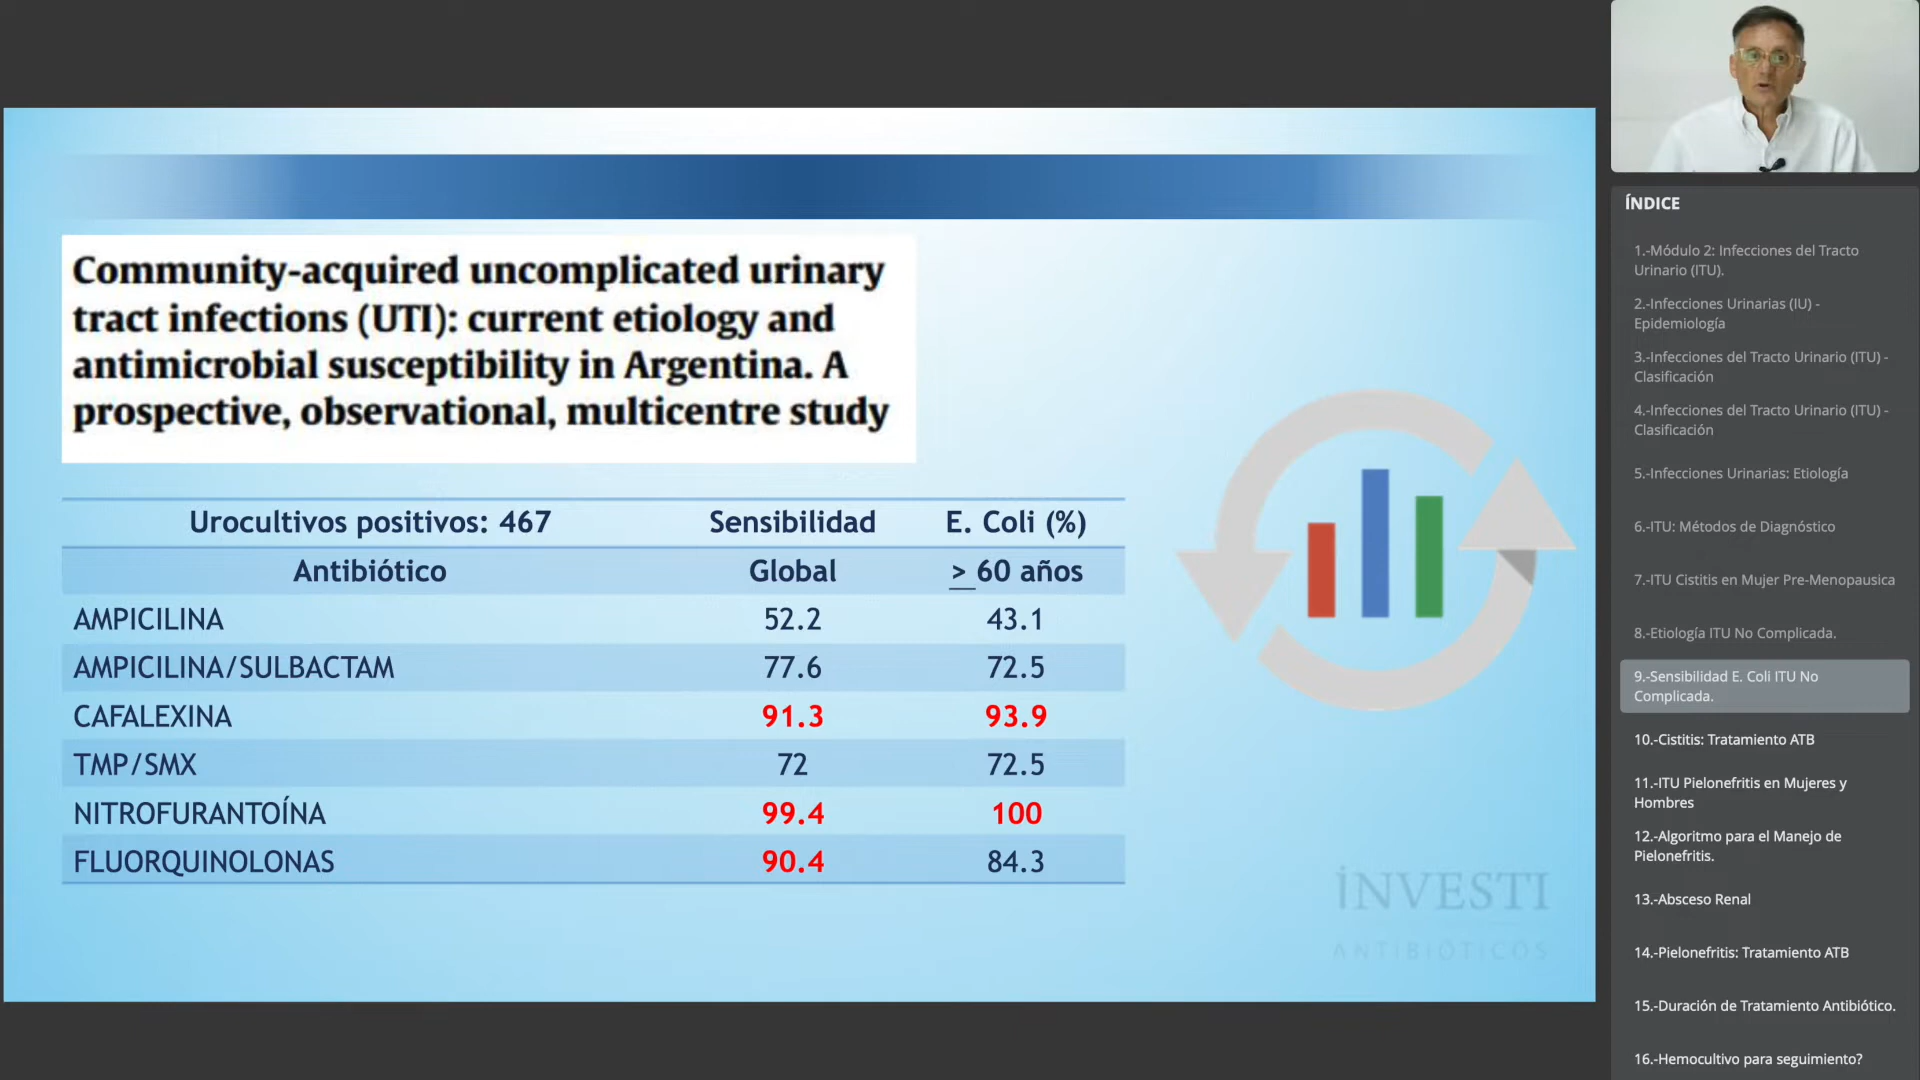 Community-acquired uncomplicated urinary
tract infections (UTI): current etiology and
antimicrobial susceptibility in Argentina. A
prospective, observational, multicentre study
Urocultivos positivos: 467 Sensibilidad E. Coli (%)
Antibiótico Global > 60 años
AMPICILINA 52.2 43.1
AMPICILINA/SULBACTAM 77.6 72.5
CAFALEXINA 91.3 93.9
TMP/SMX 72 72.5
NITROFURANTOÍNA 99.4 100
FLUORQUINOLONAS 90.4 84.3
INVESTI
ANTIBIÓTICOS
ÍNDICE
1.-Módulo 2: Infecciones del Tracto
Urinario (ITU).
2.-Infecciones Urinarias (IU) -
Epidemiología
3.-Infecciones del Tracto Urinario (ITU) -
Clasificación
4.-Infecciones del Tracto Urinario (ITU) -
Clasificación
5.-Infecciones Urinarias: Etiología
6.-ITU: Métodos de Diagnóstico
7.-ITU Cistitis en Mujer Pre-Menopausica
8.-Etiología ITU No Complicada.
9.-Sensibilidad E. Coli ITU No
Complicada.
10.-Cistitis: Tratamiento ATB
11.-ITU Pielonefritis en Mujeres y
Hombres
12.-Algoritmo para el Manejo de
Pielonefritis.
13.-Absceso Renal
14.-Pielonefritis: Tratamiento ATB
15.-Duración de Tratamiento Antibiótico.
16.-Hemocultivo para seguimiento?